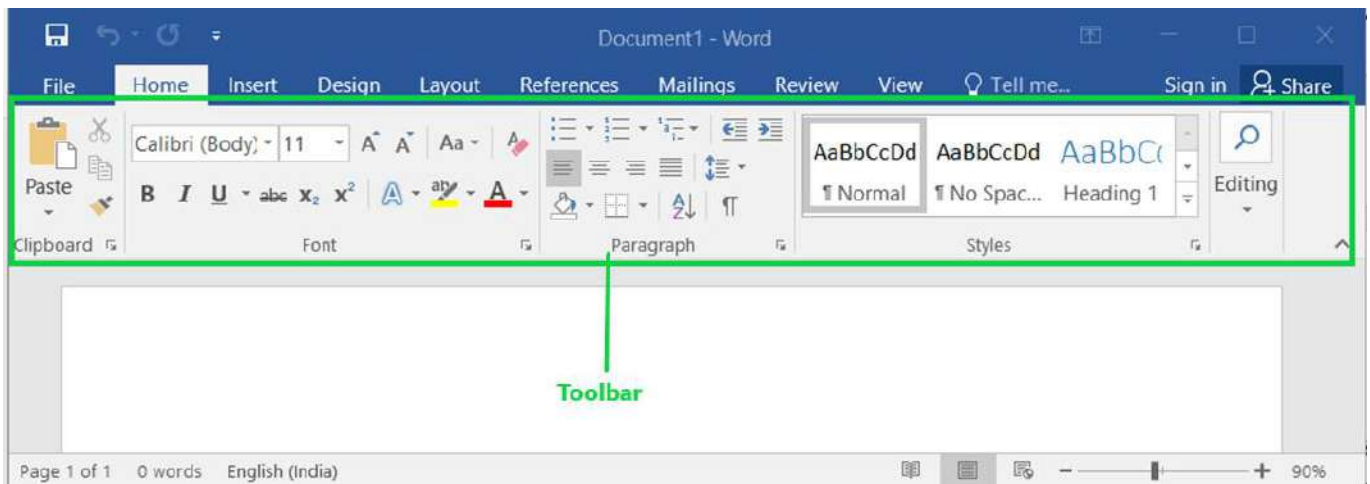 Document1 - Word
File Home Insert Design Layout References Mailings Review View Tell me... Sign in Share
Calibri (Body) 11 A A Aa
AaBbCcDd AaBbCcDd AaBbC
Paste
B I U abc x₂ x² A aby A
A Z
¶
¶ Normal ¶ No Spac... Heading 1
Editing
Clipboard Font Paragraph Styles
Toolbar
Page 1 of 1 0 words English (India) 90%